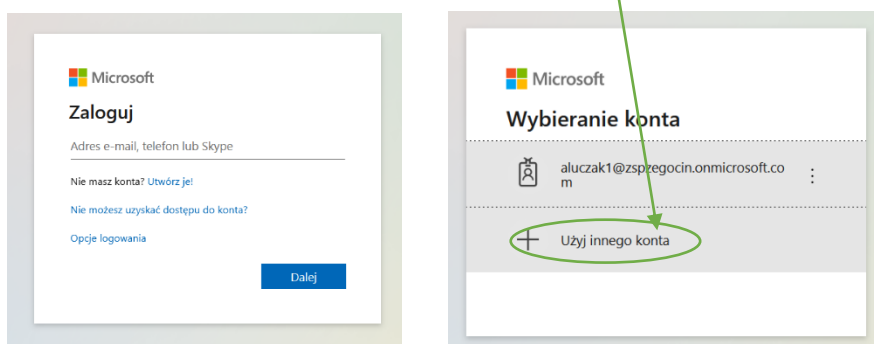 Microsoft
Zaloguj
Adres e-mail, telefon lub Skype
Nie masz konta? Utwórz je!
Nie możesz uzyskać dostępu do konta?
Opcje logowania
Dalej
Microsoft
Wybieranie konta
aluczak1@zspzegocin.onmicrosoft.co
m
Użyj innego konta